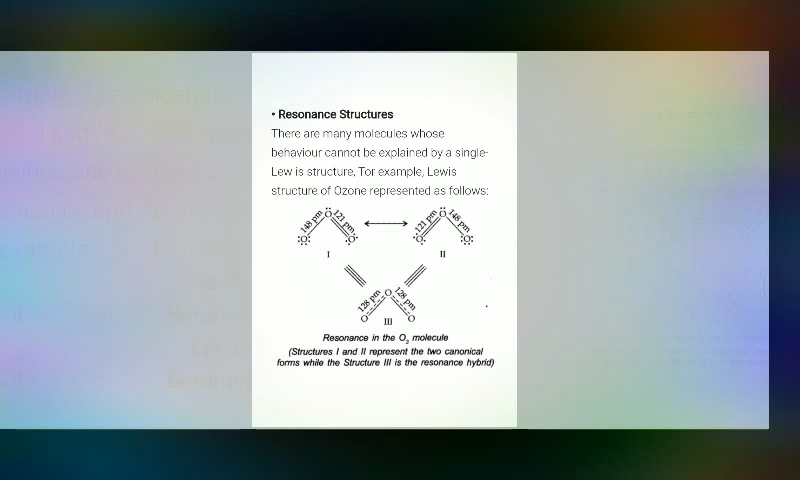 • Resonance Structures
There are many molecules whose
behaviour cannot be explained by a single-
Lew is structure, Tor example, Lewis
structure of Ozone represented as follows:
148 pm O 121 pm O O
121 pm O 148 pm O O
I
II
128 pm O 128 pm
O III O
Resonance in the O3 molecule
(Structures I and II represent the two canonical
forms while the Structure III is the resonance hybrid)